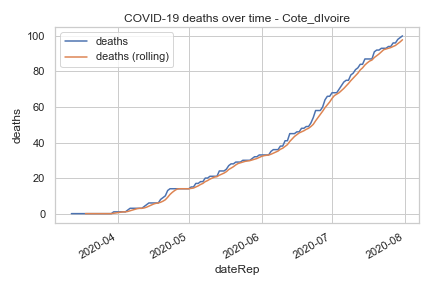 COVID-19 deaths over time - Cote_dIvoire
deaths
deaths (rolling)
100
80
60
40
20
0
deaths
2020-04
2020-05
2020-06
2020-07
2020-08
dateRep